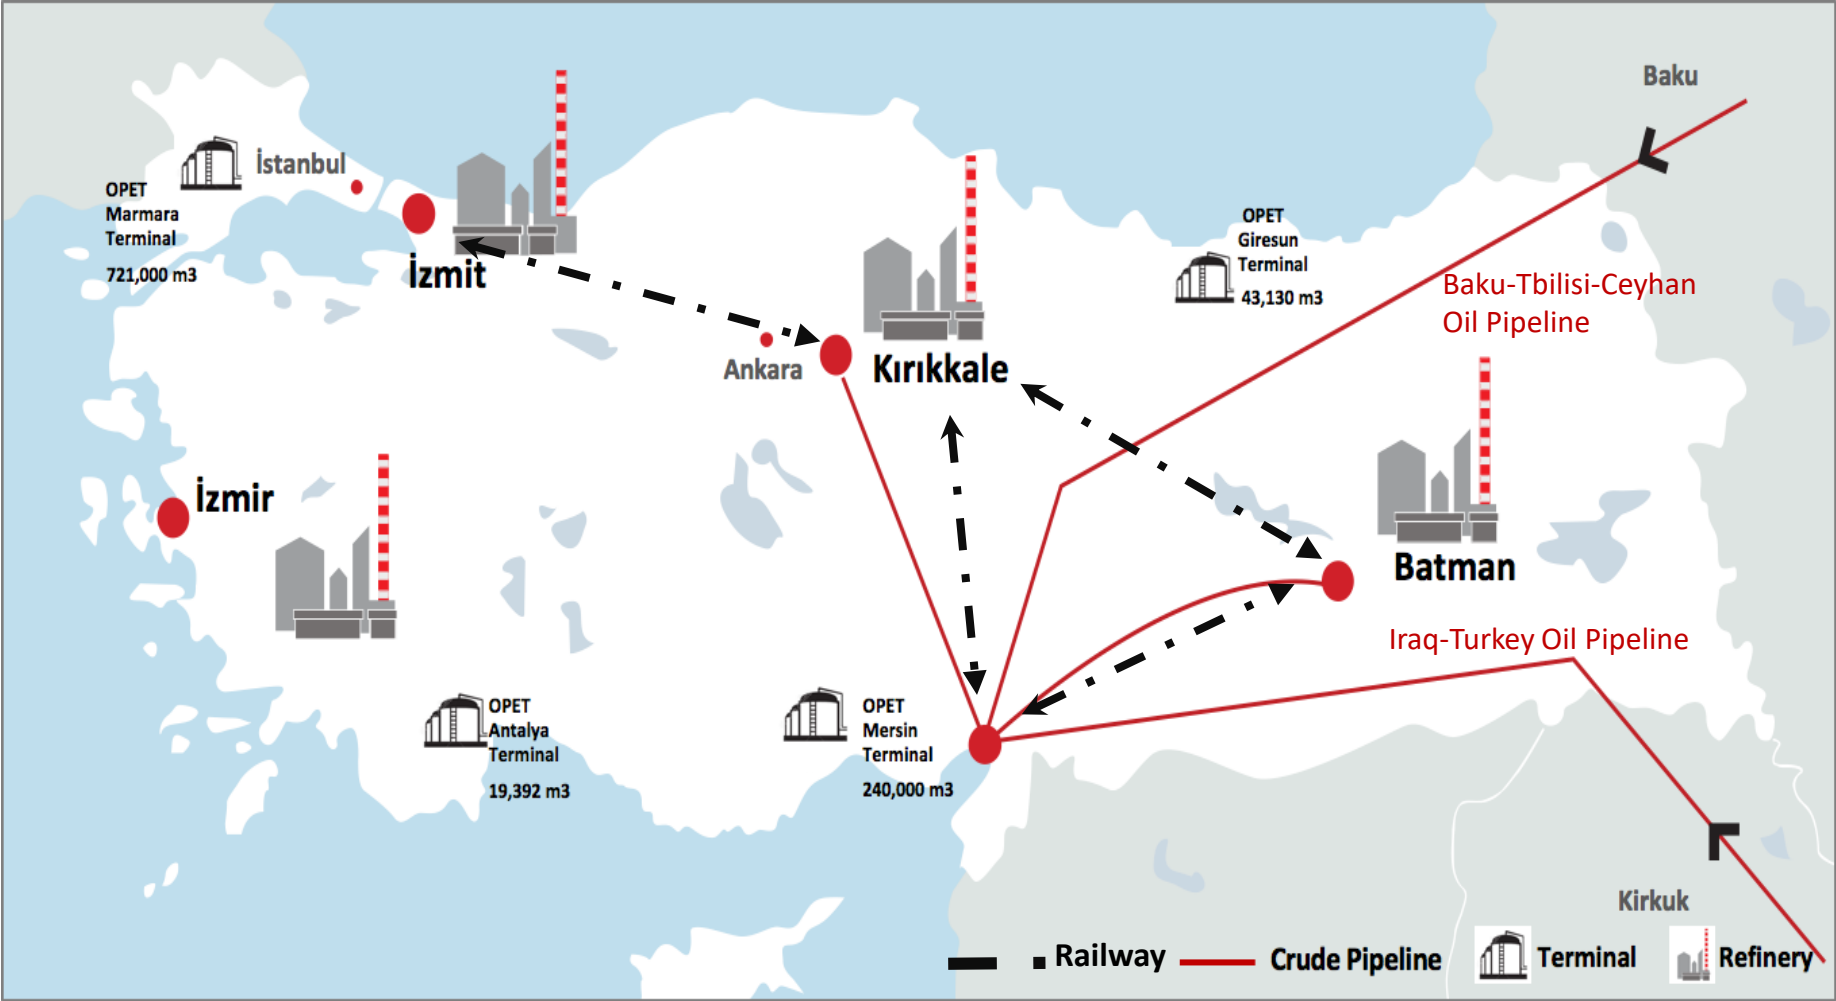 Baku
İstanbul
OPET
Marmara
Terminal
721,000 m3
İzmit
OPET
Giresun
Terminal
43,130 m3
Baku-Tbilisi-Ceyhan
Oil Pipeline
Ankara
Kırıkkale
İzmir
Batman
Iraq-Turkey Oil Pipeline
OPET
Antalya
Terminal
19,392 m3
OPET
Mersin
Terminal
240,000 m3
Kirkuk
Railway
Crude Pipeline
Terminal
Refinery